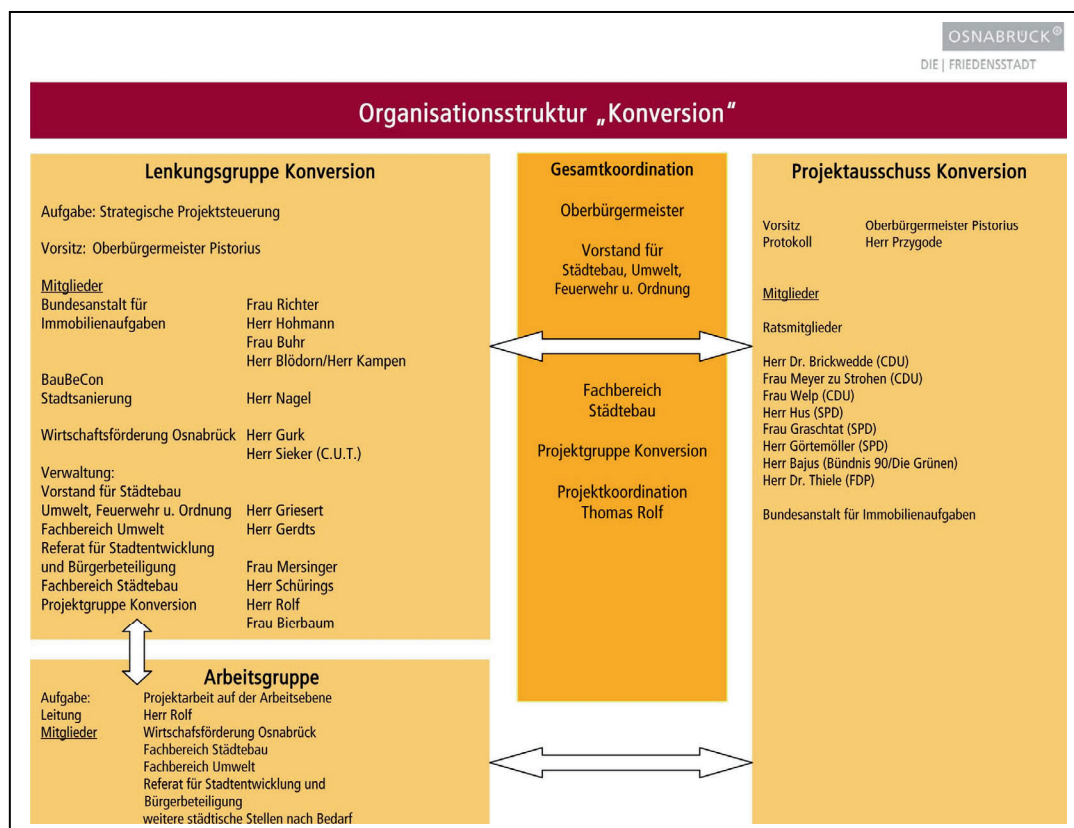 OSNABRÜCK®
DIE | FRIEDENSSTADT
Organisationsstruktur „Konversion“
Lenkungsgruppe Konversion
Aufgabe: Strategische Projektsteuerung
Vorsitz: Oberbürgermeister Pistorius
Mitglieder
Bundesanstalt für Frau Richter
Immobilienaufgaben Herr Hohmann
Frau Buhr
Herr Blödorn/Herr Kampen
BauBeCon
Stadtsanierung Herr Nagel
Wirtschaftsförderung Osnabrück Herr Gurk
Herr Sieker (C.U.T.)
Verwaltung:
Vorstand für Städtebau
Umwelt, Feuerwehr u. Ordnung Herr Griesert
Fachbereich Umwelt Herr Gerdts
Referat für Stadtentwicklung
und Bürgerbeteiligung Frau Mersinger
Fachbereich Städtebau Herr Schürings
Projektgruppe Konversion Herr Rolf
Frau Bierbaum
Arbeitsgruppe
Aufgabe: Projektarbeit auf der Arbeitsebene
Leitung Herr Rolf
Mitglieder Wirtschafsförderung Osnabrück
Fachbereich Städtebau
Fachbereich Umwelt
Referat für Stadtentwicklung und
Bürgerbeteiligung
weitere städtische Stellen nach Bedarf
Gesamtkoordination
Oberbürgermeister
Vorstand für
Städtebau, Umwelt,
Feuerwehr u. Ordnung
Fachbereich
Städtebau
Projektgruppe Konversion
Projektkoordination
Thomas Rolf
Projektausschuss Konversion
Vorsitz Oberbürgermeister Pistorius
Protokoll Herr Przygode
Mitglieder
Ratsmitglieder
Herr Dr. Brickwedde (CDU)
Frau Meyer zu Strohen (CDU)
Frau Welp (CDU)
Herr Hus (SPD)
Frau Graschtat (SPD)
Herr Görtemöller (SPD)
Herr Bajus (Bündnis 90/Die Grünen)
Herr Dr. Thiele (FDP)
Bundesanstalt für Immobilienaufgaben